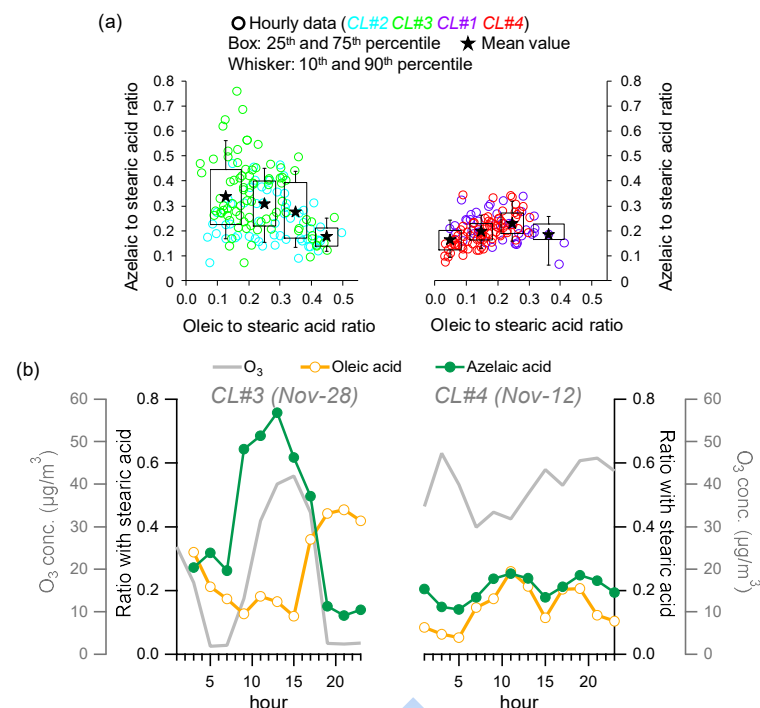 (a)
Hourly data (CL#2 CL#3 CL#1 CL#4)
Box: 25th and 75th percentile ★ Mean value
Whisker: 10th and 90th percentile
Azelaic to stearic acid ratio
0.8
0.7
0.6
0.5
0.4
0.3
0.2
0.1
0
0.0 0.1 0.2 0.3 0.4 0.5
Oleic to stearic acid ratio
0.8
0.7
0.6
0.5
0.4
0.3
0.2
0.1
0
Azelaic to stearic acid ratio
0.0 0.1 0.2 0.3 0.4 0.5
Oleic to stearic acid ratio
(b)
O3 Oleic acid Azelaic acid
CL#3 (Nov-28)
CL#4 (Nov-12)
O3 conc. (µg/m3)
60
50
40
30
20
10
0
Ratio with stearic acid
0.8
0.6
0.4
0.2
0.0
5 10 15 20
hour
5 10 15 20
hour
0.8
0.6
0.4
0.2
0.0
Ratio with stearic acid
60
50
40
30
20
10
0
O3 conc. (µg/m3)